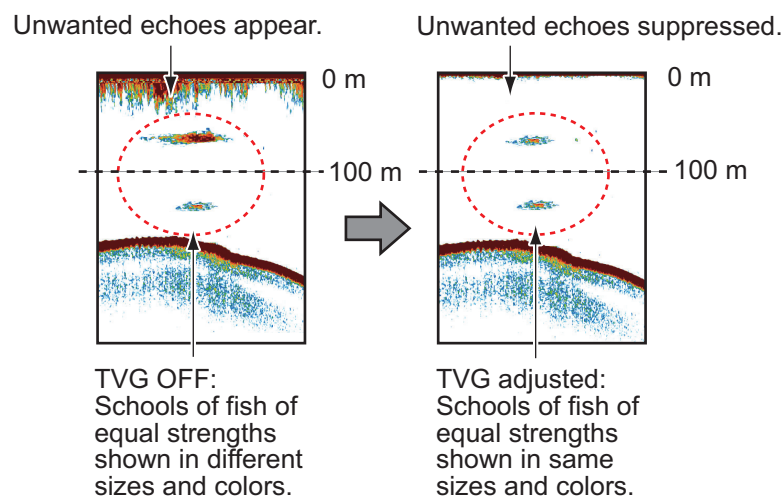 Unwanted echoes appear.
Unwanted echoes suppressed.
0 m
0 m
100 m
100 m
TVG OFF:
Schools of fish of
equal strengths
shown in different
sizes and colors.
TVG adjusted:
Schools of fish of
equal strengths
shown in same
sizes and colors.